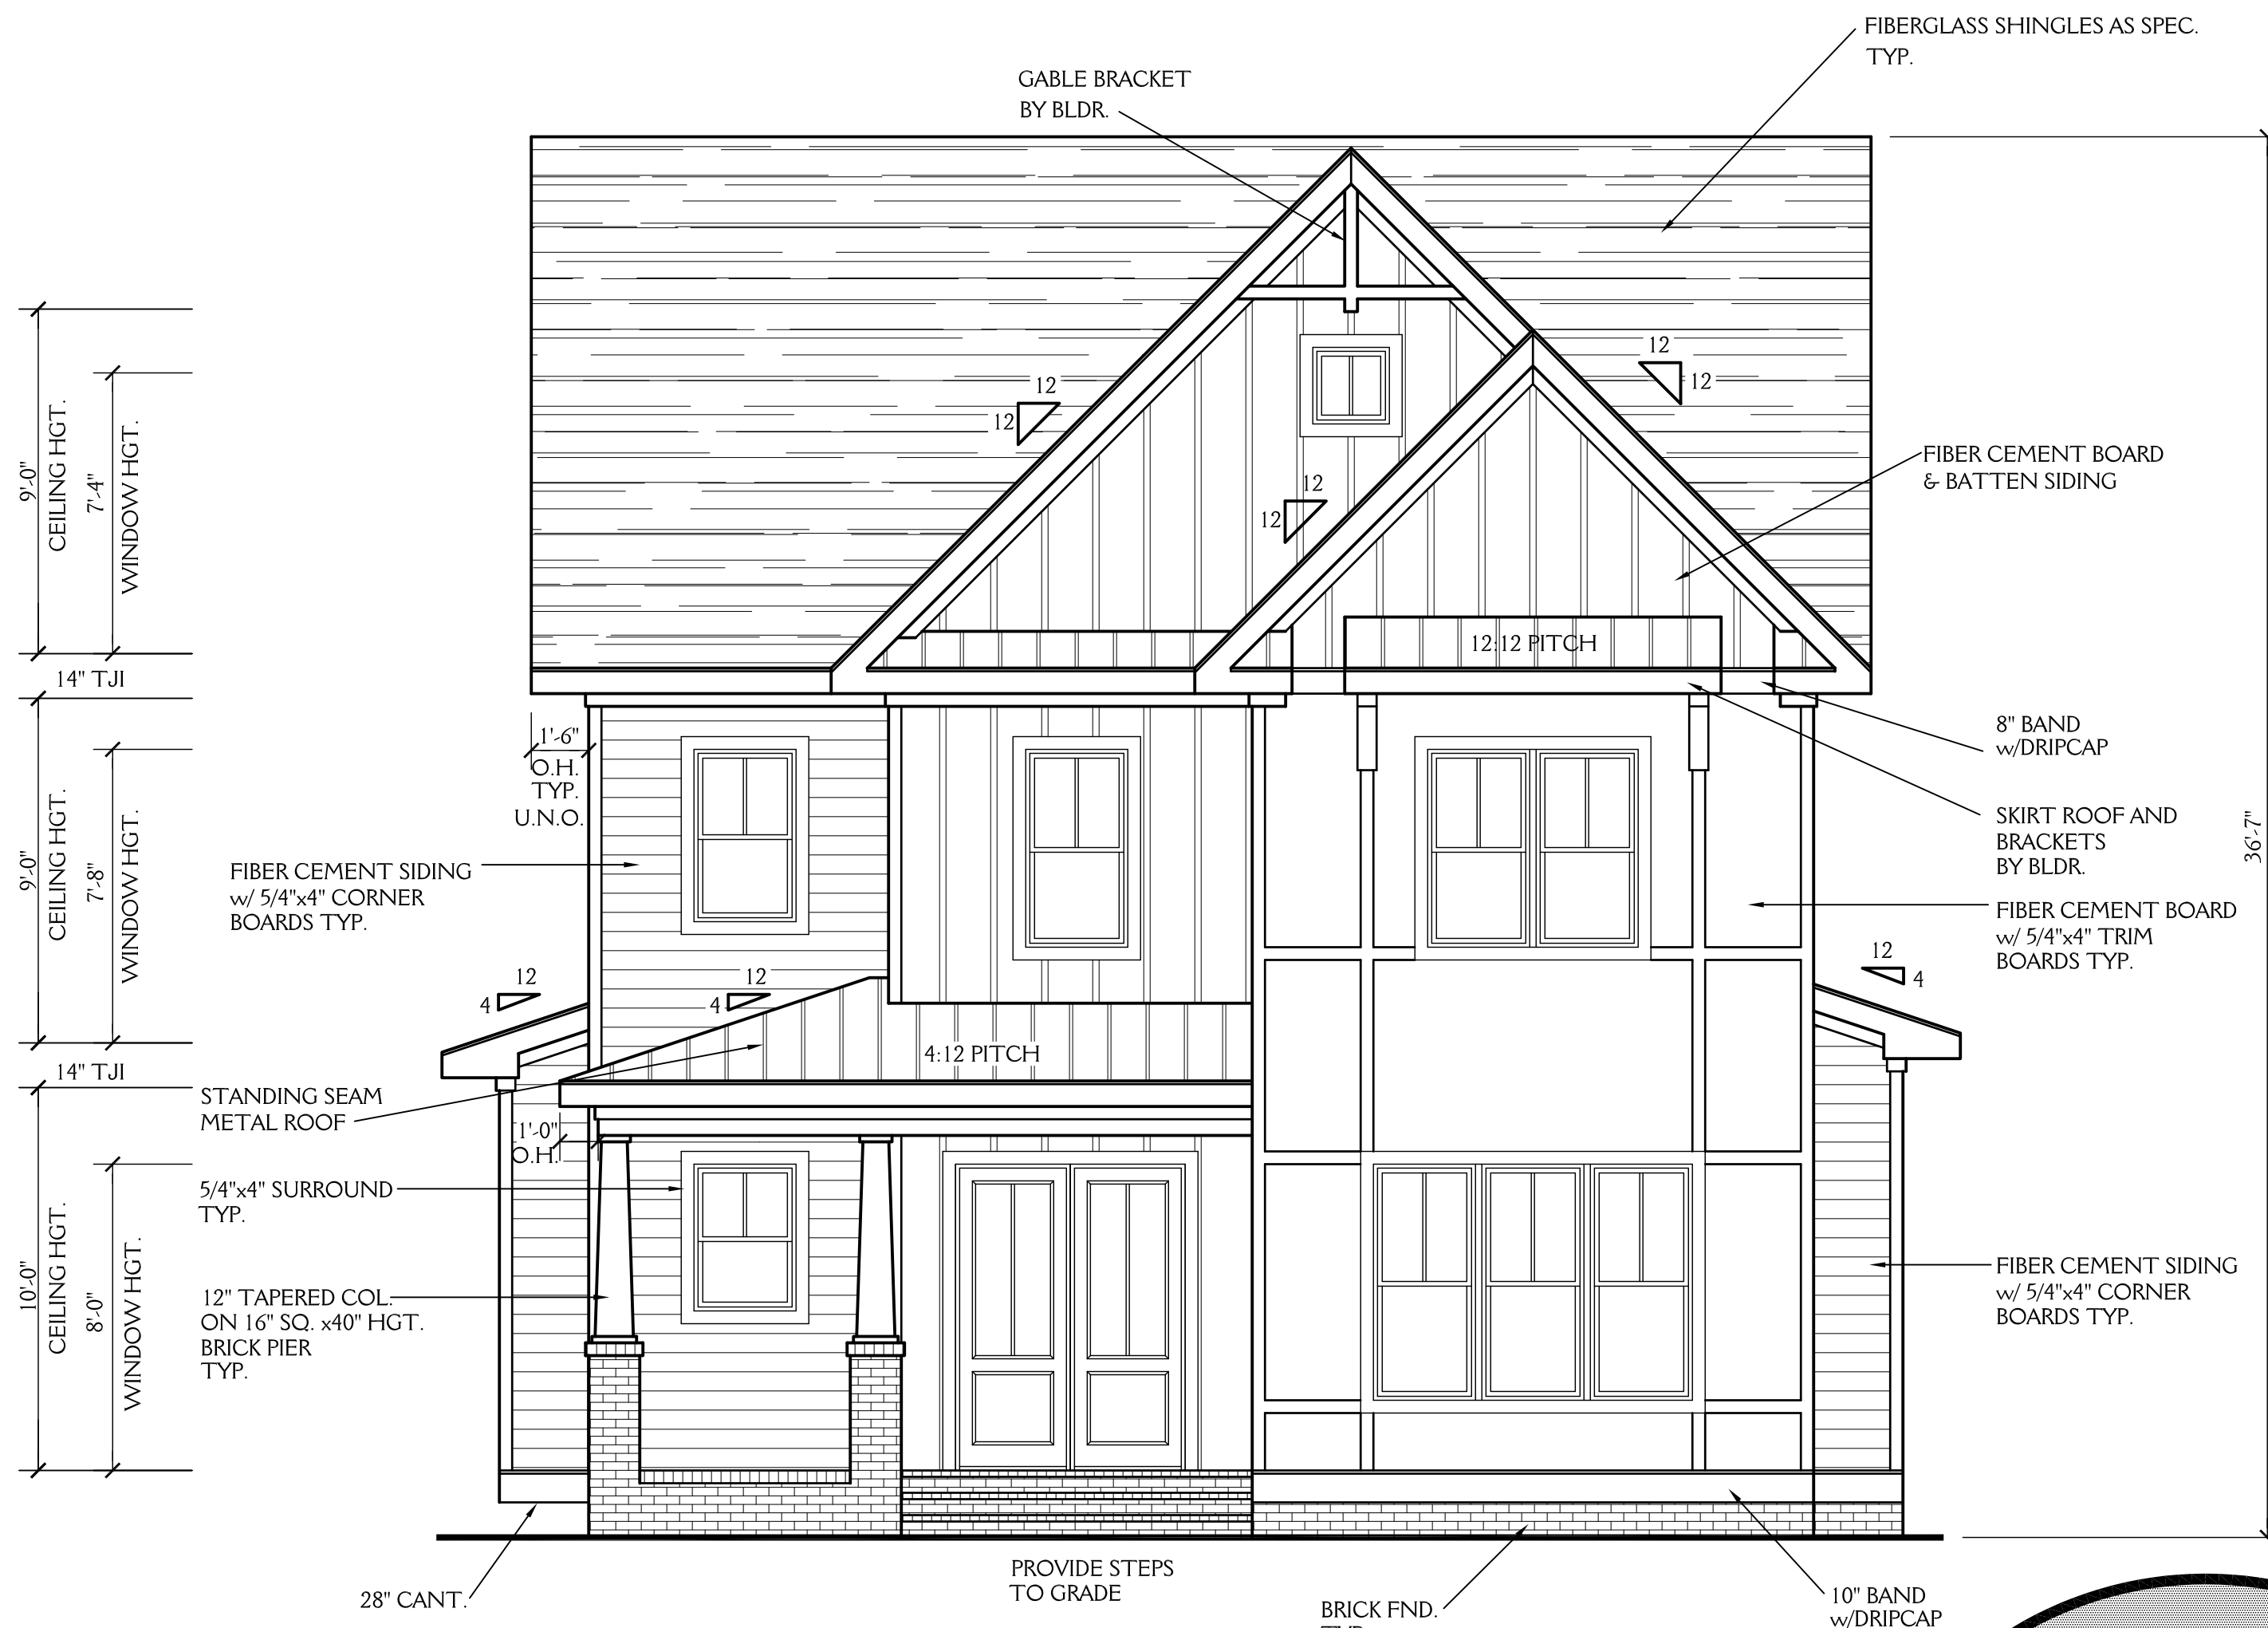 FIBERGLASS SHINGLES AS SPEC.
TYP.
GABLE BRACKET
BY BLDR.
12
12
12
12
12
12
FIBER CEMENT BOARD
& BATTEN SIDING
9'-0"
CEILING HGT.
7'-4"
WINDOW HGT.
12:12 PITCH
14" TJI
8" BAND
w/DRIPCAP
1'-6"
O.H.
TYP.
U.N.O.
SKIRT ROOF AND
BRACKETS
BY BLDR.
36'-7"
9'-0"
CEILING HGT.
7'-8"
WINDOW HGT.
FIBER CEMENT SIDING
w/ 5/4"x4" CORNER
BOARDS TYP.
FIBER CEMENT BOARD
w/ 5/4"x4" TRIM
BOARDS TYP.
12
4
12
4
12
4
4:12 PITCH
14" TJI
STANDING SEAM
METAL ROOF
1'-0"
O.H.
5/4"x4" SURROUND
TYP.
10'-0"
CEILING HGT.
8'-0"
WINDOW HGT.
12" TAPERED COL.
ON 16" SQ. x40" HGT.
BRICK PIER
TYP.
FIBER CEMENT SIDING
w/ 5/4"x4" CORNER
BOARDS TYP.
PROVIDE STEPS
TO GRADE
28" CANT.
BRICK FND.
10" BAND
w/DRIPCAP